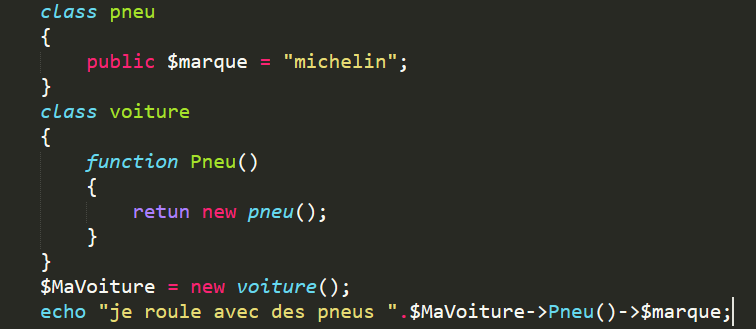 class pneu
{
public $marque = "michelin";
}
class voiture
{
function Pneu()
{
retun new pneu();
}
}
$MaVoiture = new voiture();
echo "je roule avec des pneus ".$MaVoiture->Pneu()->$marque;